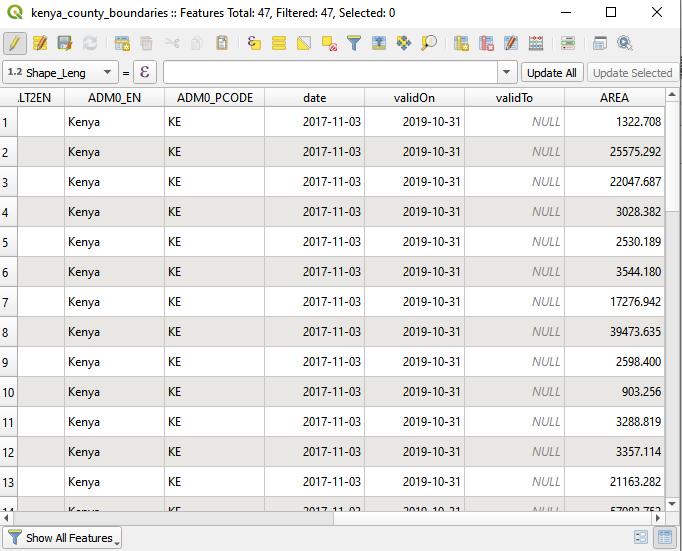 kenya_county_boundaries :: Features Total: 47, Filtered: 47, Selected: 0
1.2 Shape_Leng = ε Update All Update Selected
LT2EN ADM0_EN ADM0_PCODE date validOn validTo AREA
1 Kenya KE 2017-11-03 2019-10-31 NULL 1322.708
2 Kenya KE 2017-11-03 2019-10-31 NULL 25575.292
3 Kenya KE 2017-11-03 2019-10-31 NULL 22047.687
4 Kenya KE 2017-11-03 2019-10-31 NULL 3028.382
5 Kenya KE 2017-11-03 2019-10-31 NULL 2530.189
6 Kenya KE 2017-11-03 2019-10-31 NULL 3544.180
7 Kenya KE 2017-11-03 2019-10-31 NULL 17276.942
8 Kenya KE 2017-11-03 2019-10-31 NULL 39473.635
9 Kenya KE 2017-11-03 2019-10-31 NULL 2598.400
10 Kenya KE 2017-11-03 2019-10-31 NULL 903.256
11 Kenya KE 2017-11-03 2019-10-31 NULL 3288.819
12 Kenya KE 2017-11-03 2019-10-31 NULL 3357.114
13 Kenya KE 2017-11-03 2019-10-31 NULL 21163.282
14 Kenya KE 2017-11-03 2019-10-31 NULL
Show All Features